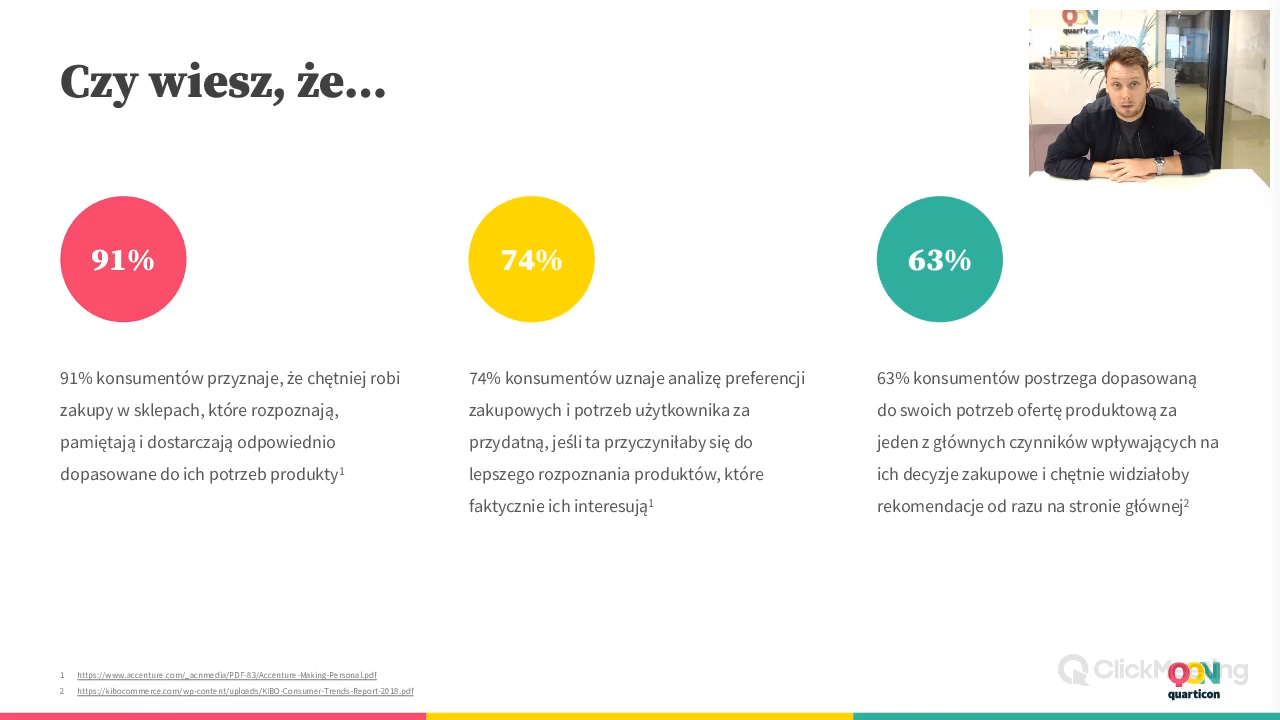 Czy wiesz, że...
91%
91% konsumentów przyznaje, że chętniej robi
zakupy w sklepach, które rozpoznają,
pamiętają i dostarczają odpowiednio
dopasowane do ich potrzeb produkty¹
74%
74% konsumentów uznaje analizę preferencji
zakupowych i potrzeb użytkownika za
przydatną, jeśli ta przyczyniłaby się do
lepszego rozpoznania produktów, które
faktycznie ich interesują¹
63%
63% konsumentów postrzega dopasowaną
do swoich potrzeb ofertę produktową za
jeden z głównych czynników wpływających na
ich decyzje zakupowe i chętnie widziałoby
rekomendacje od razu na stronie głównej²
1 https://www.accenture.com/_acnmedia/PDF-83/Accenture-Making-Personal.pdf
2 https://kibocommerce.com/wp-content/uploads/KIBO-Consumer-Trends-Report-2018.pdf
ClickMeeting
quarticon
quarticon